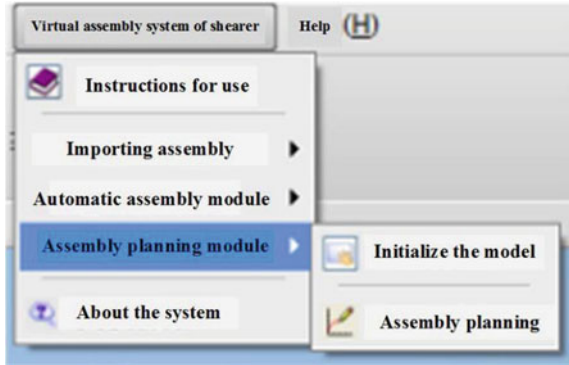 Virtual assembly system of shearer Help (H)
Instructions for use
Importing assembly
Automatic assembly module
Assembly planning module
Initialize the model
About the system
Assembly planning